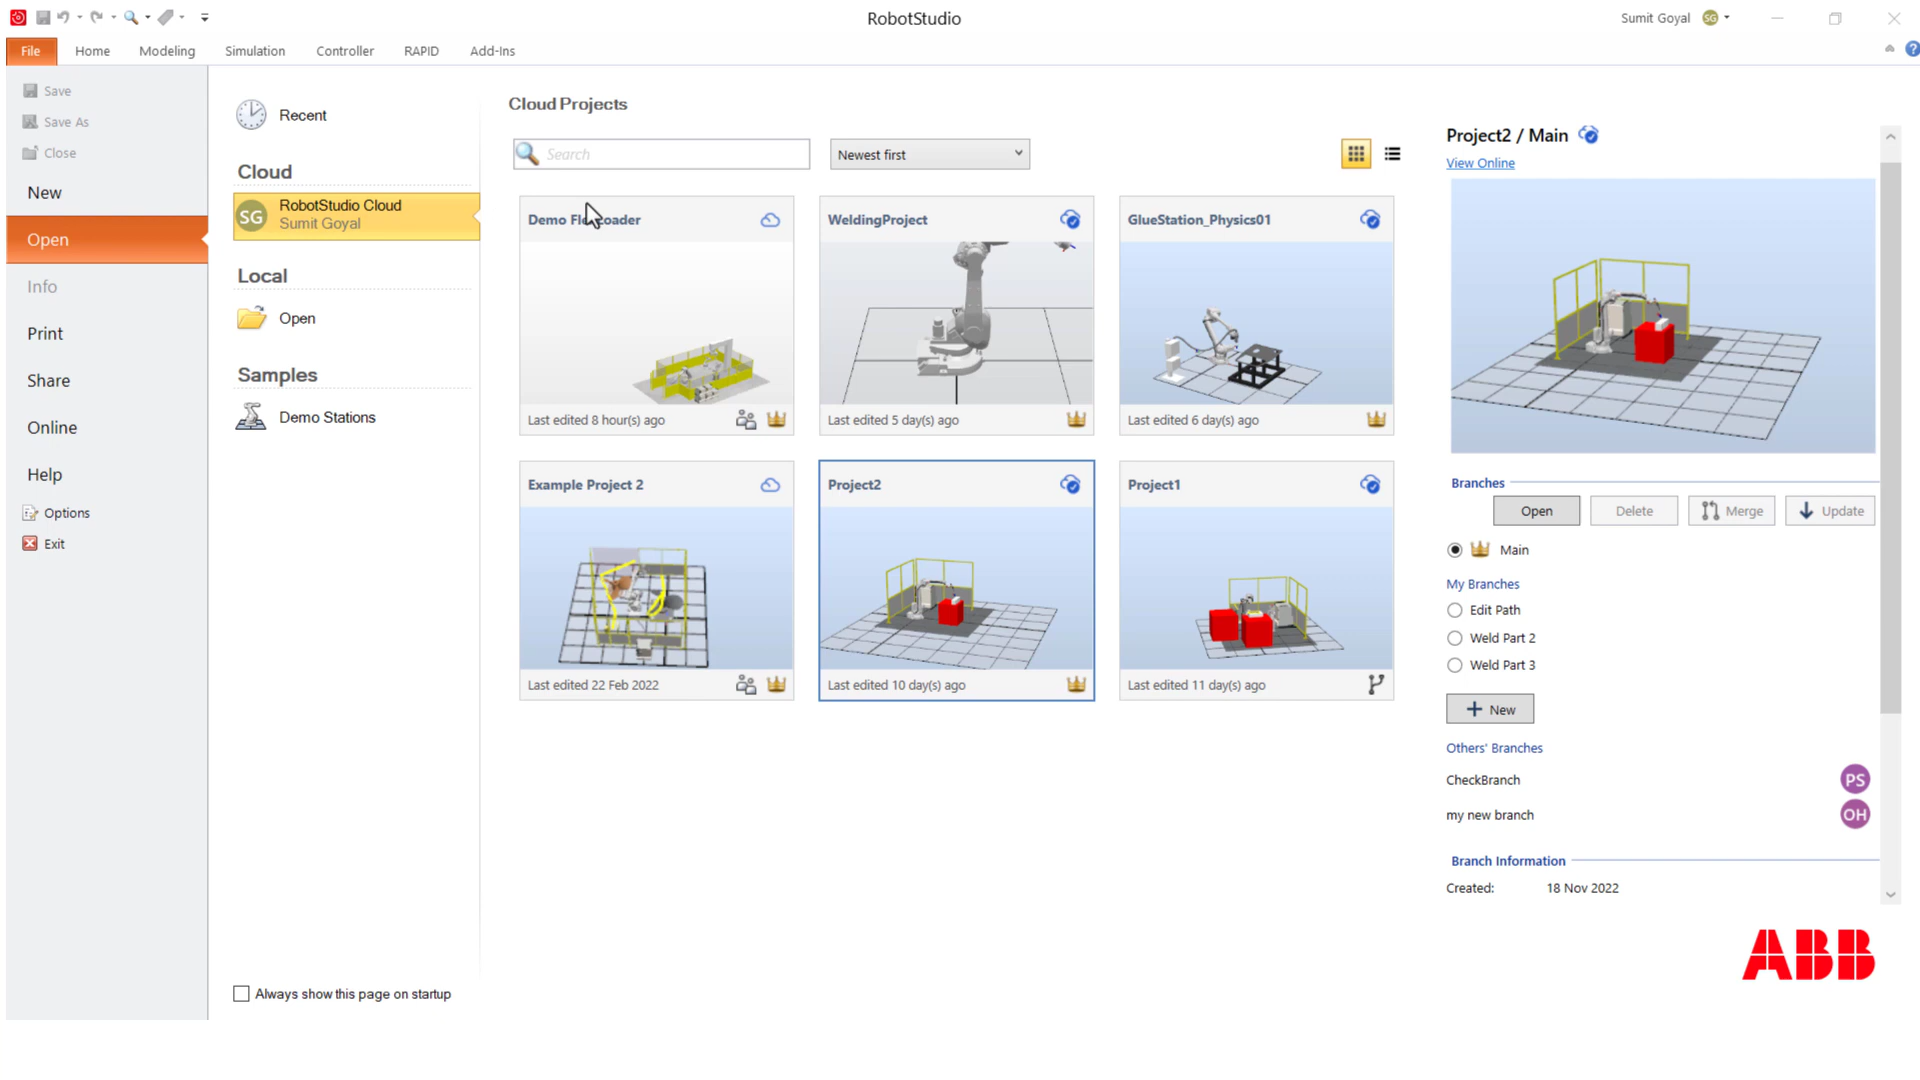 RobotStudio
Sumit Goyal SG
File Home Modeling Simulation Controller RAPID Add-Ins
Save
Save As
Close
New
Open
Info
Print
Share
Online
Help
Options
Exit
Recent
Cloud
SG RobotStudio Cloud
Sumit Goyal
Local
Open
Samples
Demo Stations
Always show this page on startup
Cloud Projects
Search Newest first
Demo
WeldingProject
GlueStation_Physics01
Last edited 8 hour(s) ago
Last edited 5 day(s) ago
Last edited 6 day(s) ago
Example Project 2
Project2
Project1
Last edited 22 Feb 2022
Last edited 10 day(s) ago
Last edited 11 day(s) ago
Project2 / Main
View Online
Branches
Open Delete Merge Update
Main
My Branches
Edit Path
Weld Part 2
Weld Part 3
New
Others' Branches
CheckBranch PS
my new branch OH
Branch Information
Created: 18 Nov 2022
ABB